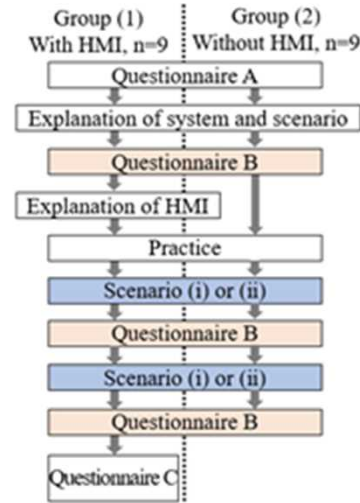 Group (1)
With HMI, n=9
Group (2)
Without HMI, n=9
Questionnaire A
Explanation of system and scenario
Questionnaire B
Explanation of HMI
Practice
Scenario (i) or (ii)
Questionnaire B
Scenario (i) or (ii)
Questionnaire B
Questionnaire C